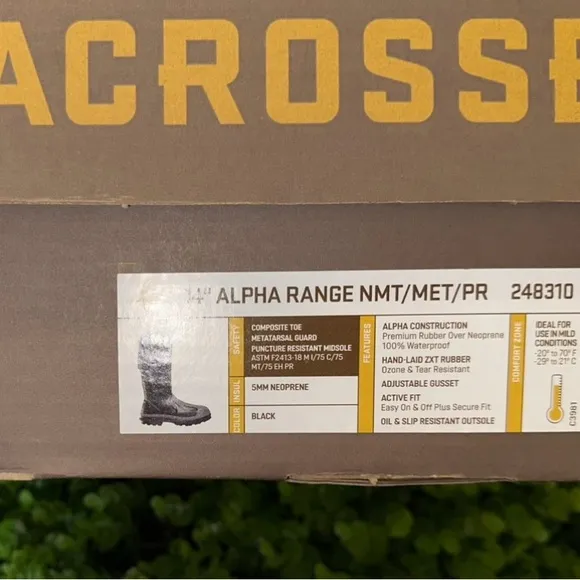 ACROSSE
4" ALPHA RANGE NMT/MET/PR 248310
SAFETY
COMPOSITE TOE
METATARSAL GUARD
PUNCTURE RESISTANT MIDSOLE
ASTM F2413-18 M I/75 C/75
MT/75 EH PR
INSUL
5MM NEOPRENE
COLOR
BLACK
FEATURES
ALPHA CONSTRUCTION
Premium Rubber Over Neoprene
100% Waterproof
HAND-LAID ZXT RUBBER
Ozone & Tear Resistant
ADJUSTABLE GUSSET
ACTIVE FIT
Easy On & Off Plus Secure Fit
OIL & SLIP RESISTANT OUTSOLE
COMFORT ZONE
IDEAL FOR
USE IN MILD
CONDITIONS
-20° to 70° F
-29° to 21° C
C398T